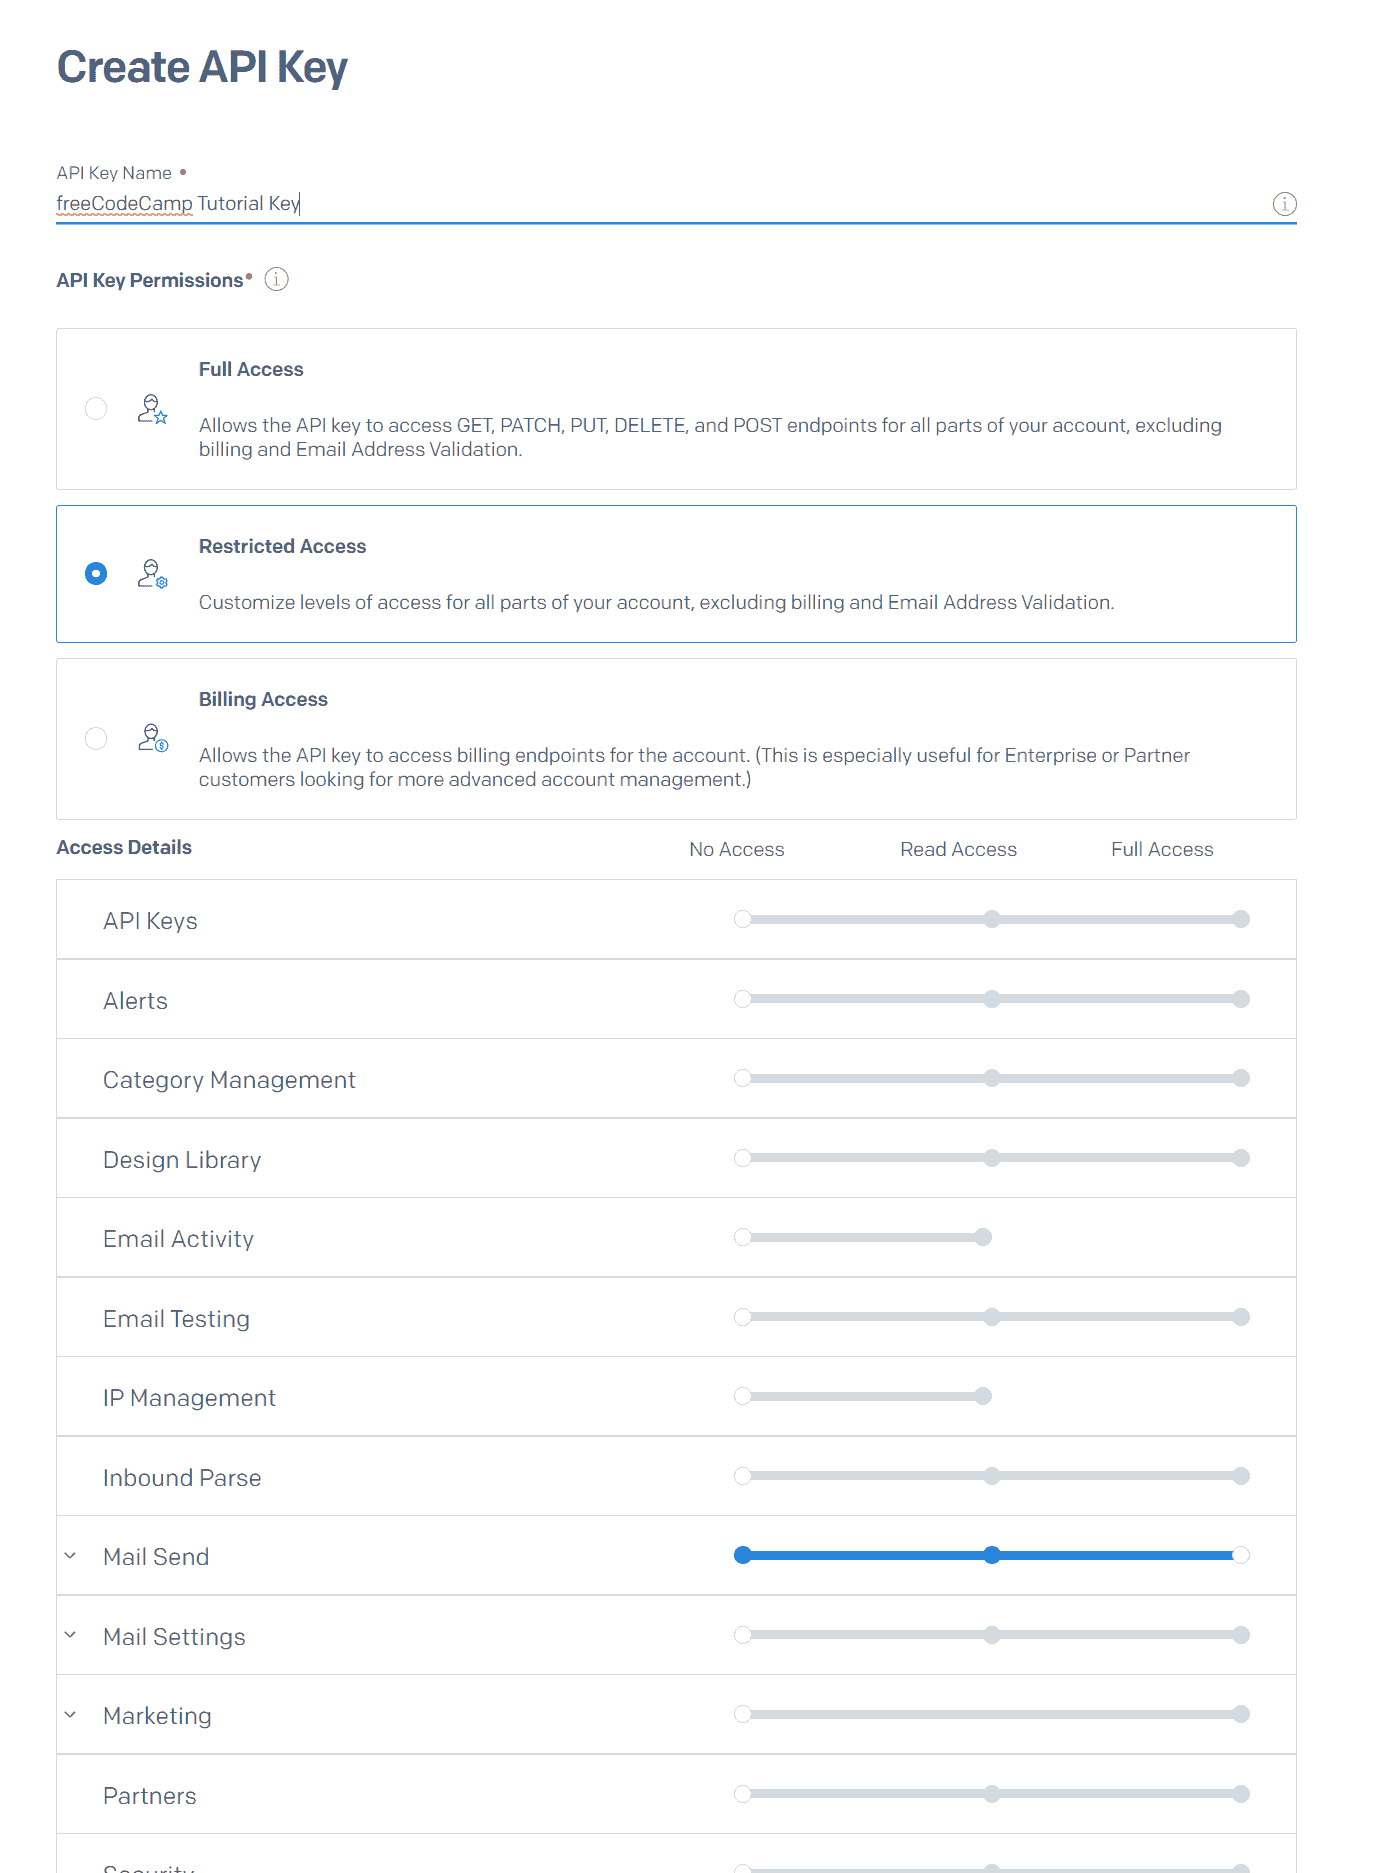 Create API Key
API Key Name •
freeCodeCamp Tutorial Key
API Key Permissions•
Full Access
Allows the API key to access GET, PATCH, PUT, DELETE, and POST endpoints for all parts of your account, excluding
billing and Email Address Validation.
Restricted Access
Customize levels of access for all parts of your account, excluding billing and Email Address Validation.
Billing Access
Allows the API key to access billing endpoints for the account. (This is especially useful for Enterprise or Partner
customers looking for more advanced account management.)
Access Details No Access Read Access Full Access
API Keys
Alerts
Category Management
Design Library
Email Activity
Email Testing
IP Management
Inbound Parse
Mail Send
Mail Settings
Marketing
Partners
Security